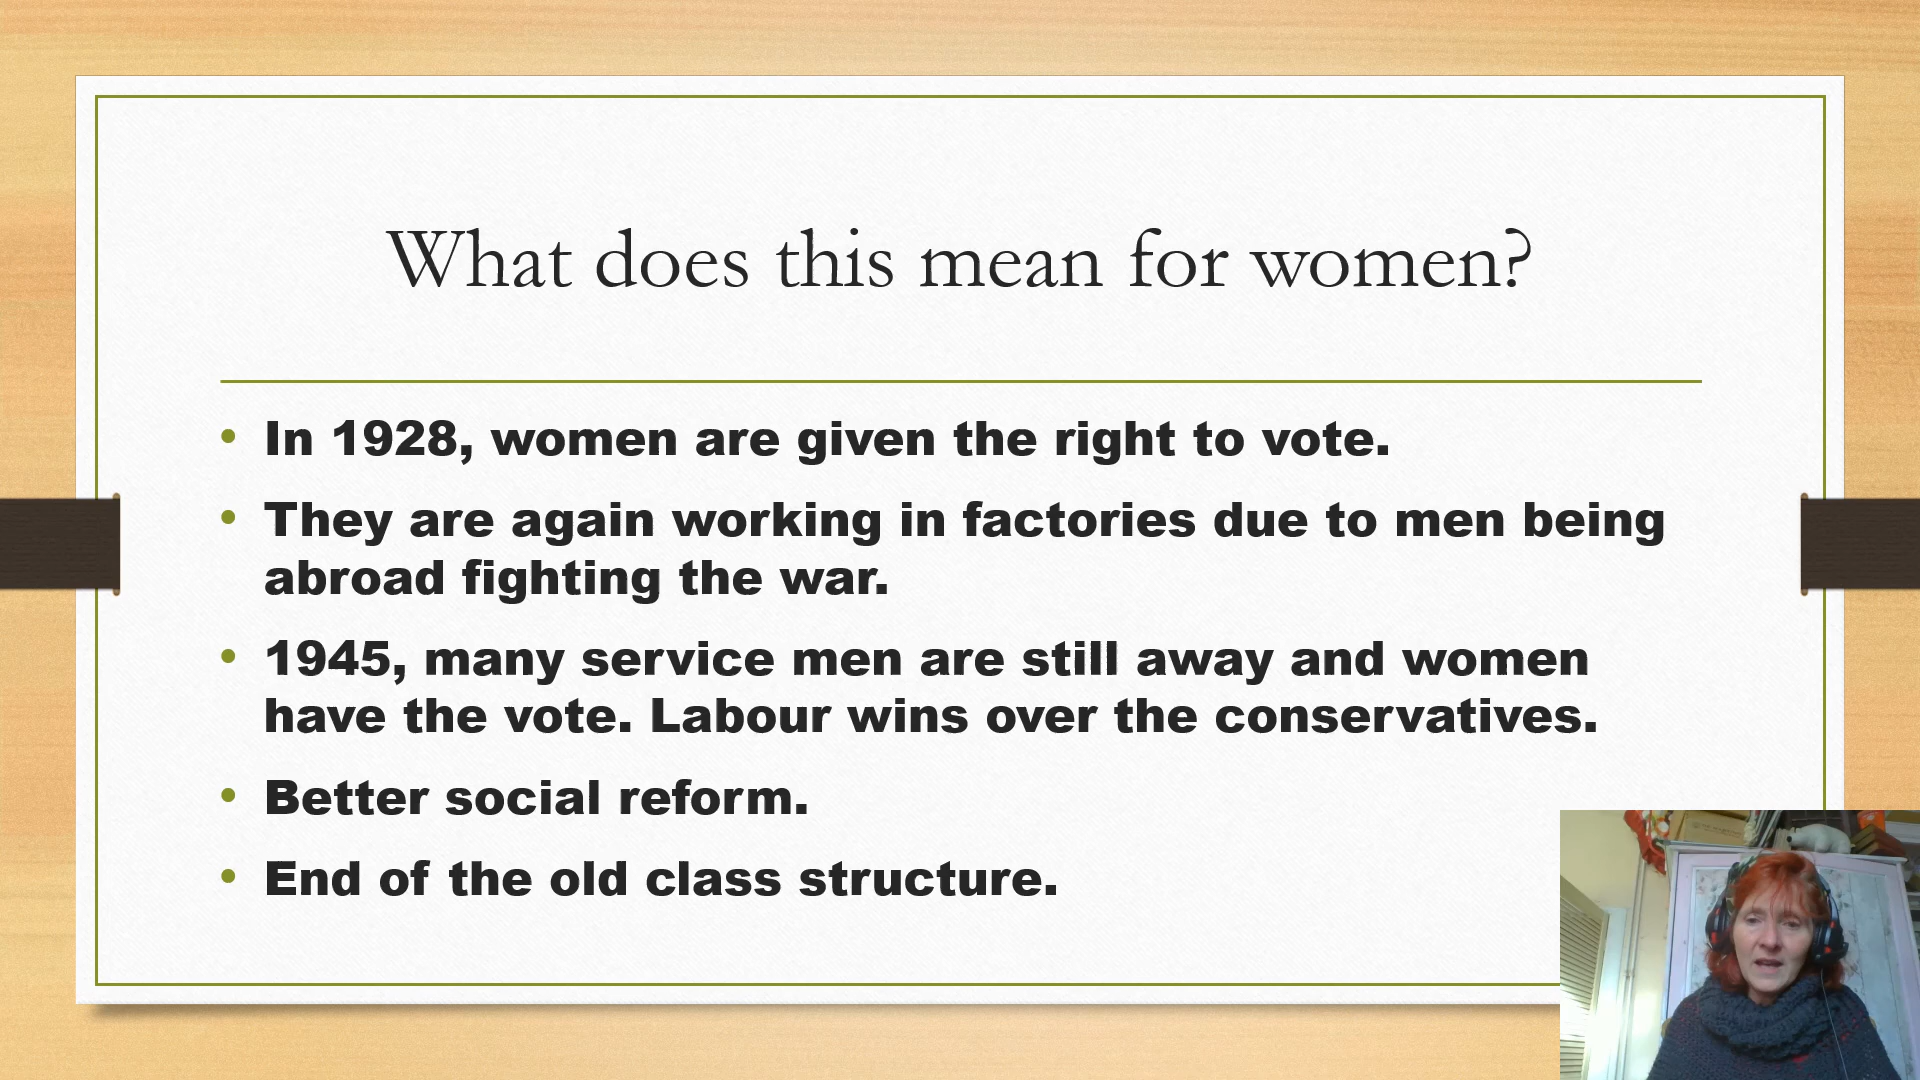 What does this mean for women?
• In 1928, women are given the right to vote.
• They are again working in factories due to men being
abroad fighting the war.
• 1945, many service men are still away and women
have the vote. Labour wins over the conservatives.
• Better social reform.
• End of the old class structure.